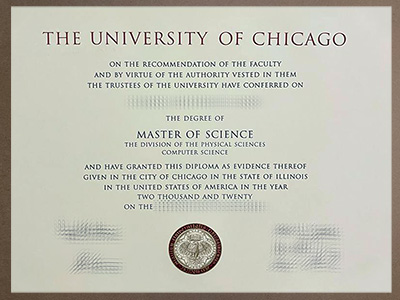 THE UNIVERSITY OF CHICAGO
ON THE RECOMMENDATION OF THE FACULTY
AND BY VIRTUE OF THE AUTHORITY VESTED IN THEM
THE TRUSTEES OF THE UNIVERSITY HAVE CONFERRED ON
THE DEGREE OF
MASTER OF SCIENCE
THE DIVISION OF THE PHYSICAL SCIENCES
COMPUTER SCIENCE
AND HAVE GRANTED THIS DIPLOMA AS EVIDENCE THEREOF
GIVEN IN THE CITY OF CHICAGO IN THE STATE OF ILLINOIS
IN THE UNITED STATES OF AMERICA IN THE YEAR
TWO THOUSAND AND TWENTY
ON THE